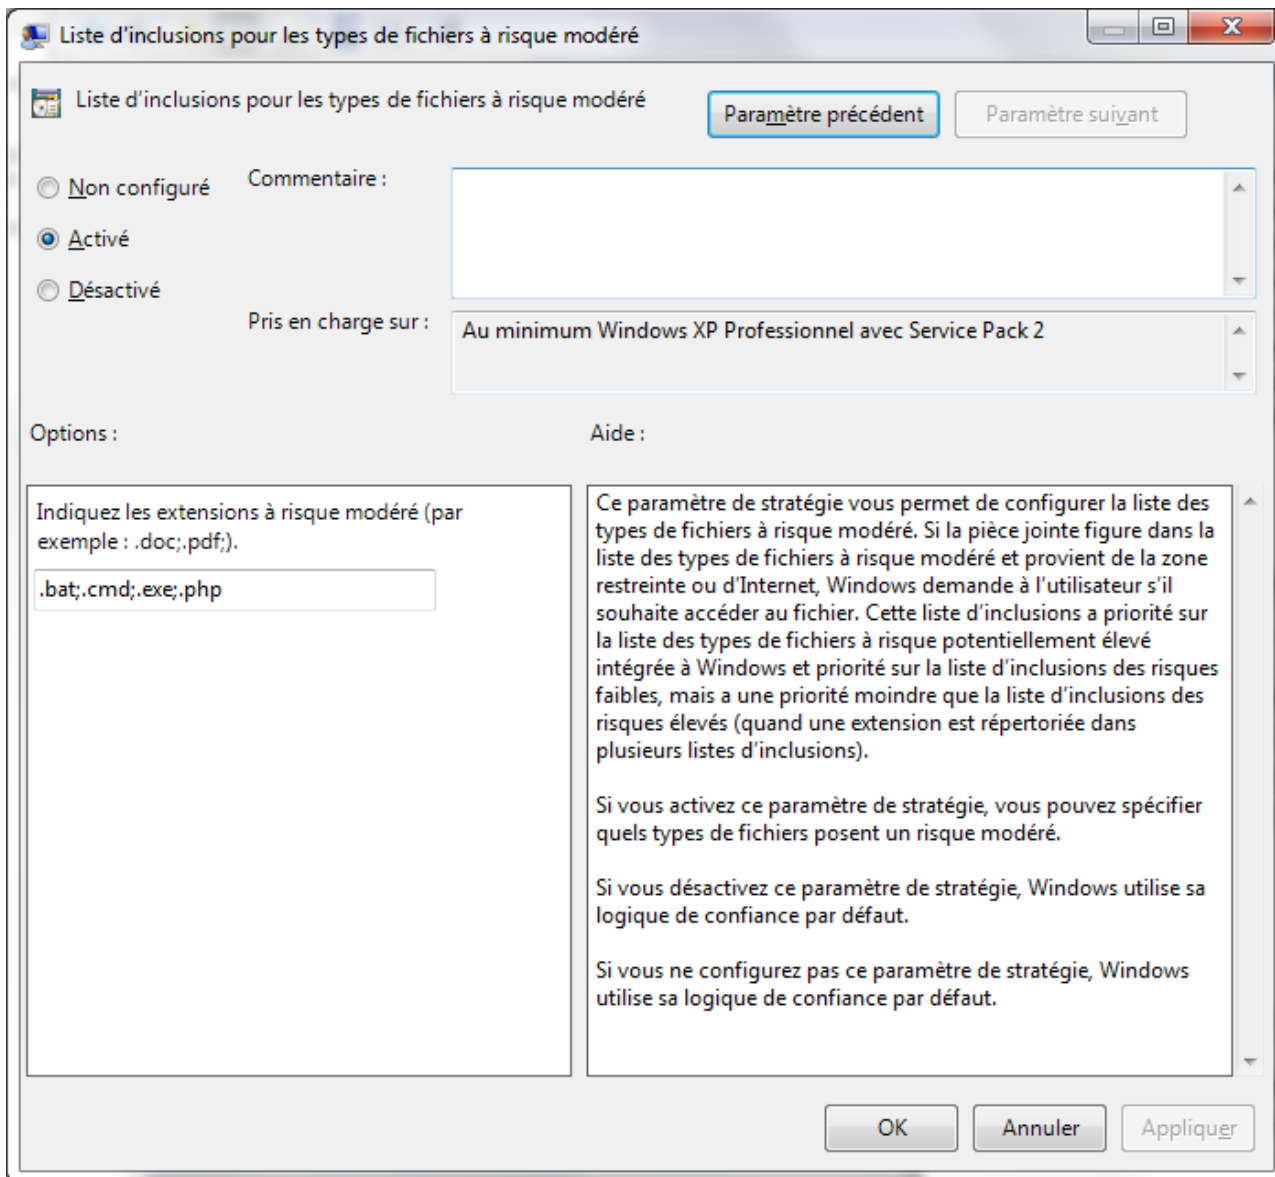 Liste d'inclusions pour les types de fichiers à risque modéré
Liste d'inclusions pour les types de fichiers à risque modéré
Paramètre précédent
Paramètre suivant
Non configuré
Commentaire :
Activé
Désactivé
Pris en charge sur :
Au minimum Windows XP Professionnel avec Service Pack 2
Options :
Aide :
Indiquez les extensions à risque modéré (par
exemple : .doc;.pdf;).
.bat;.cmd;.exe;.php
Ce paramètre de stratégie vous permet de configurer la liste des
types de fichiers à risque modéré. Si la pièce jointe figure dans la
liste des types de fichiers à risque modéré et provient de la zone
restreinte ou d’Internet, Windows demande à l’utilisateur s’il
souhaite accéder au fichier. Cette liste d’inclusions a priorité sur
la liste des types de fichiers à risque potentiellement élevé
intégrée à Windows et priorité sur la liste d’inclusions des risques
faibles, mais a une priorité moindre que la liste d’inclusions des
risques élevés (quand une extension est répertoriée dans
plusieurs listes d’inclusions).
Si vous activez ce paramètre de stratégie, vous pouvez spécifier
quels types de fichiers posent un risque modéré.
Si vous désactivez ce paramètre de stratégie, Windows utilise sa
logique de confiance par défaut.
Si vous ne configurez pas ce paramètre de stratégie, Windows
utilise sa logique de confiance par défaut.
OK
Annuler
Appliquer